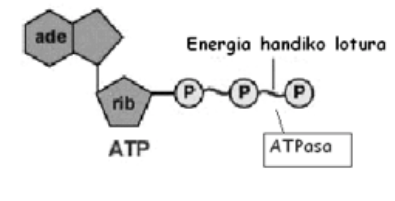 ade
Energia handiko lotura
P P P
rib
ATP
ATPasa